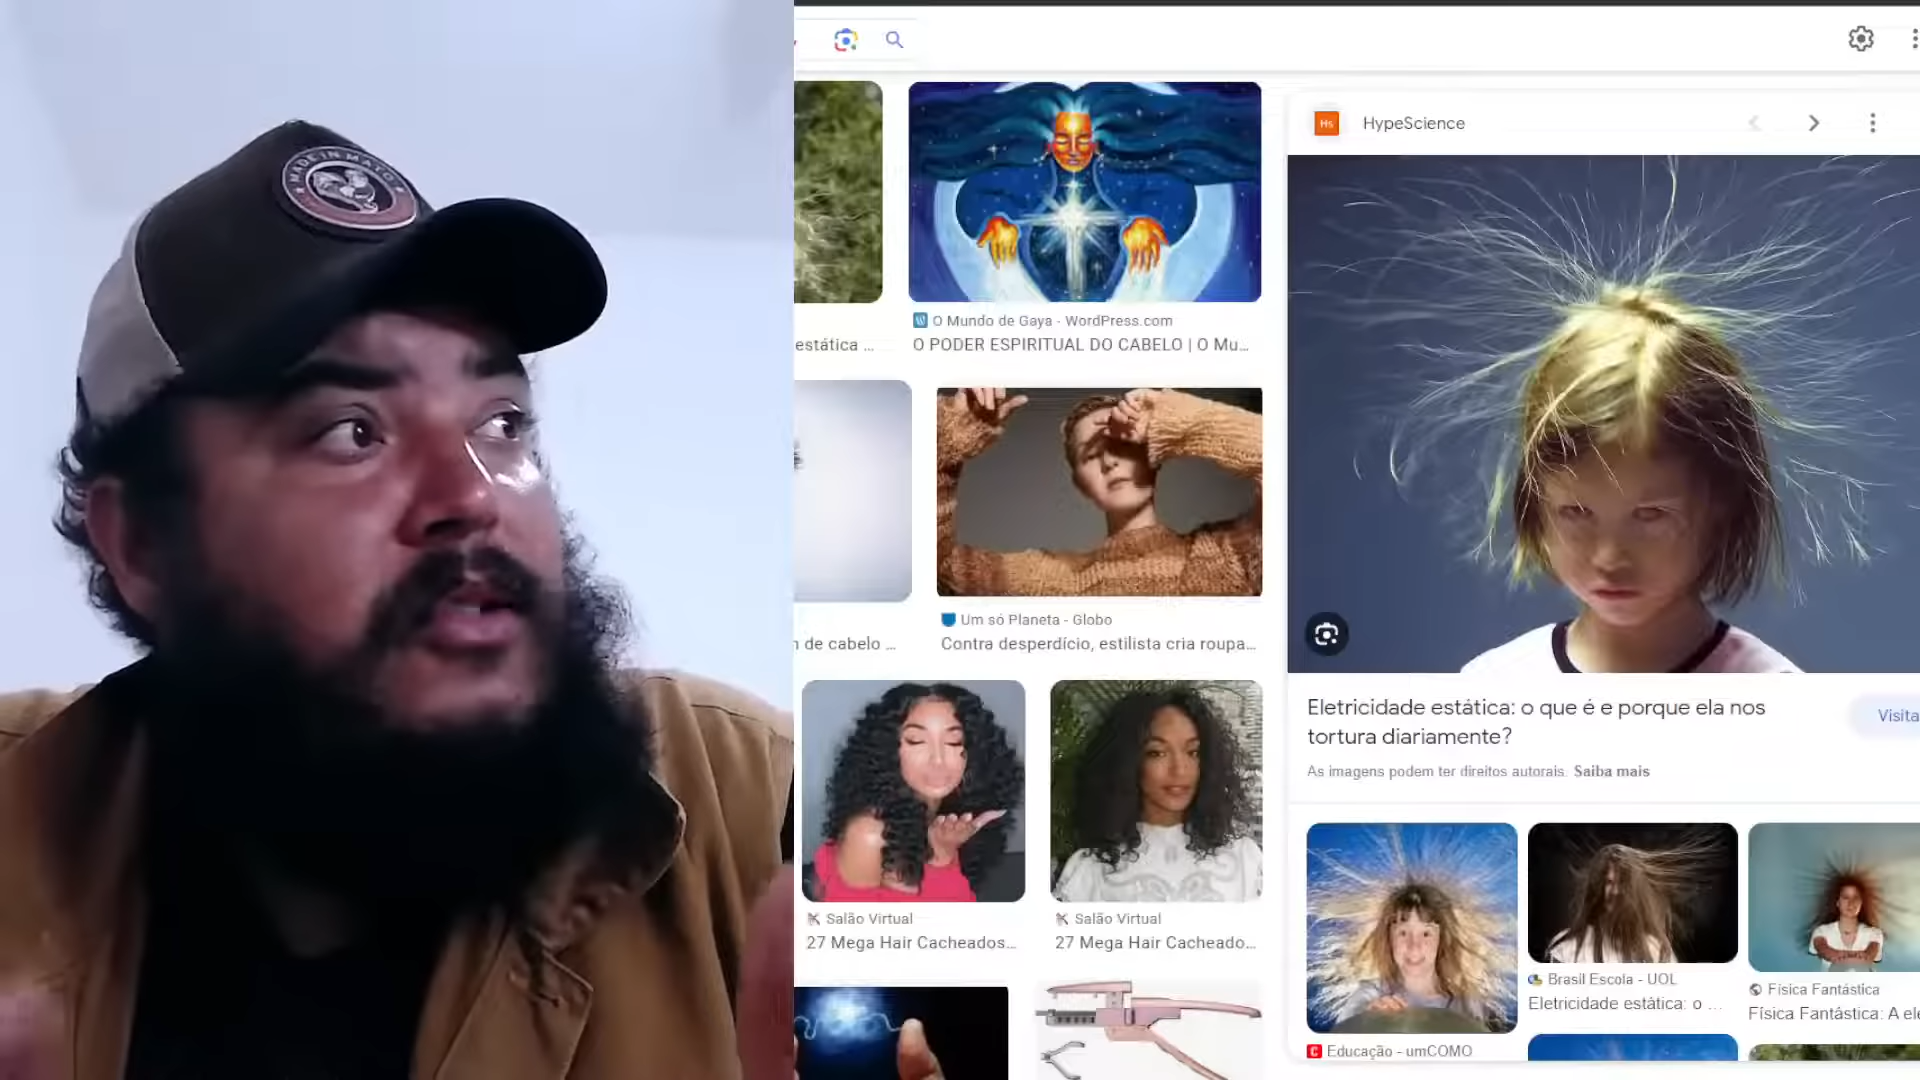 MADE IN MATO
Hs
HypeScience
O Mundo de Gaya - WordPress.com
estática ...
O PODER ESPIRITUAL DO CABELO | O Mu...
Um só Planeta - Globo
de cabelo ...
Contra desperdício, estilista cria roupa...
Eletricidade estática: o que é e porque ela nos
tortura diariamente?
Visita
As imagens podem ter direitos autorais. Saiba mais
Salão Virtual
27 Mega Hair Cacheados...
Salão Virtual
27 Mega Hair Cacheado...
Brasil Escola - UOL
Eletricidade estática: o ...
Física Fantástica
Física Fantástica: A ele
Educação - umCOMO